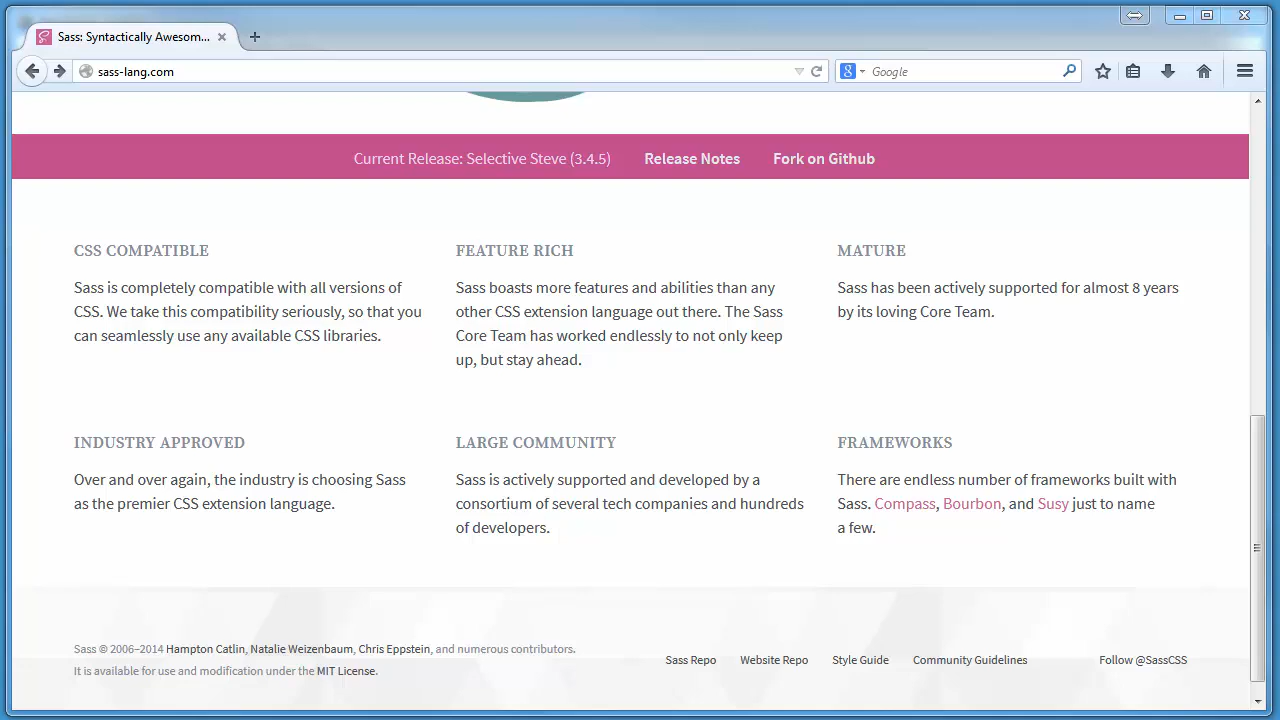 Sass: Syntactically Awesom...
sass-lang.com
Google
Current Release: Selective Steve (3.4.5) Release Notes Fork on Github
CSS COMPATIBLE
Sass is completely compatible with all versions of
CSS. We take this compatibility seriously, so that you
can seamlessly use any available CSS libraries.
FEATURE RICH
Sass boasts more features and abilities than any
other CSS extension language out there. The Sass
Core Team has worked endlessly to not only keep
up, but stay ahead.
MATURE
Sass has been actively supported for almost 8 years
by its loving Core Team.
INDUSTRY APPROVED
Over and over again, the industry is choosing Sass
as the premier CSS extension language.
LARGE COMMUNITY
Sass is actively supported and developed by a
consortium of several tech companies and hundreds
of developers.
FRAMEWORKS
There are endless number of frameworks built with
Sass. Compass, Bourbon, and Susy just to name
a few.
Sass © 2006–2014 Hampton Catlin, Natalie Weizenbaum, Chris Eppstein, and numerous contributors.
It is available for use and modification under the MIT License.
Sass Repo Website Repo Style Guide Community Guidelines Follow @SassCSS